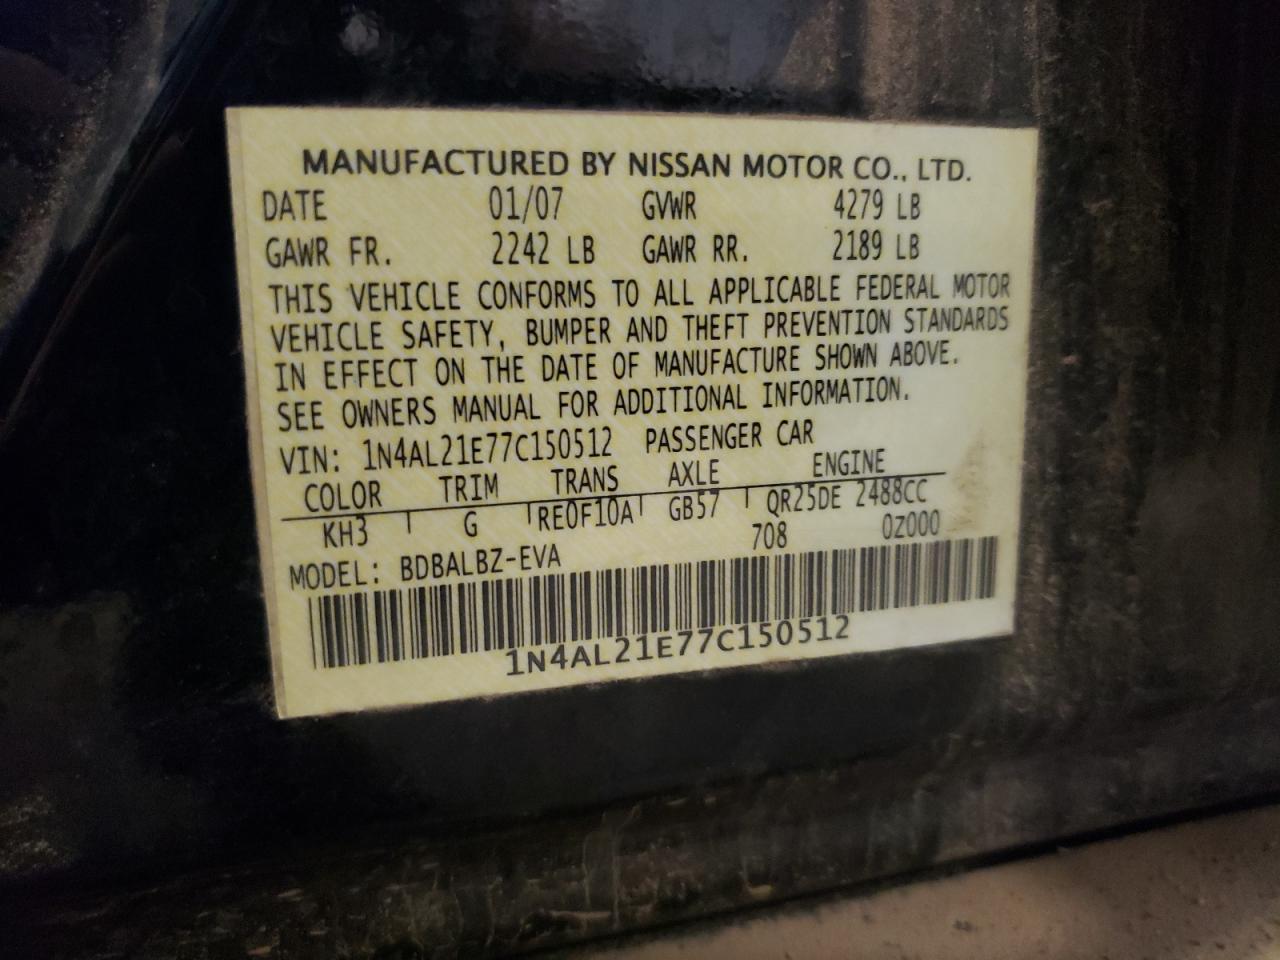 MANUFACTURED BY NISSAN MOTOR CO., LTD.
DATE 01/07 GVWR 4279 LB
GAWR FR. 2242 LB GAWR RR. 2189 LB
THIS VEHICLE CONFORMS TO ALL APPLICABLE FEDERAL MOTOR
VEHICLE SAFETY, BUMPER AND THEFT PREVENTION STANDARDS
IN EFFECT ON THE DATE OF MANUFACTURE SHOWN ABOVE.
SEE OWNERS MANUAL FOR ADDITIONAL INFORMATION.
VIN: 1N4AL21E77C150512 PASSENGER CAR
COLOR TRIM TRANS AXLE ENGINE
KH3 G RE0F10A GB57 QR25DE 2488CC
708 0Z000
MODEL: BDBALBZ-EVA
1N4AL21E77C150512